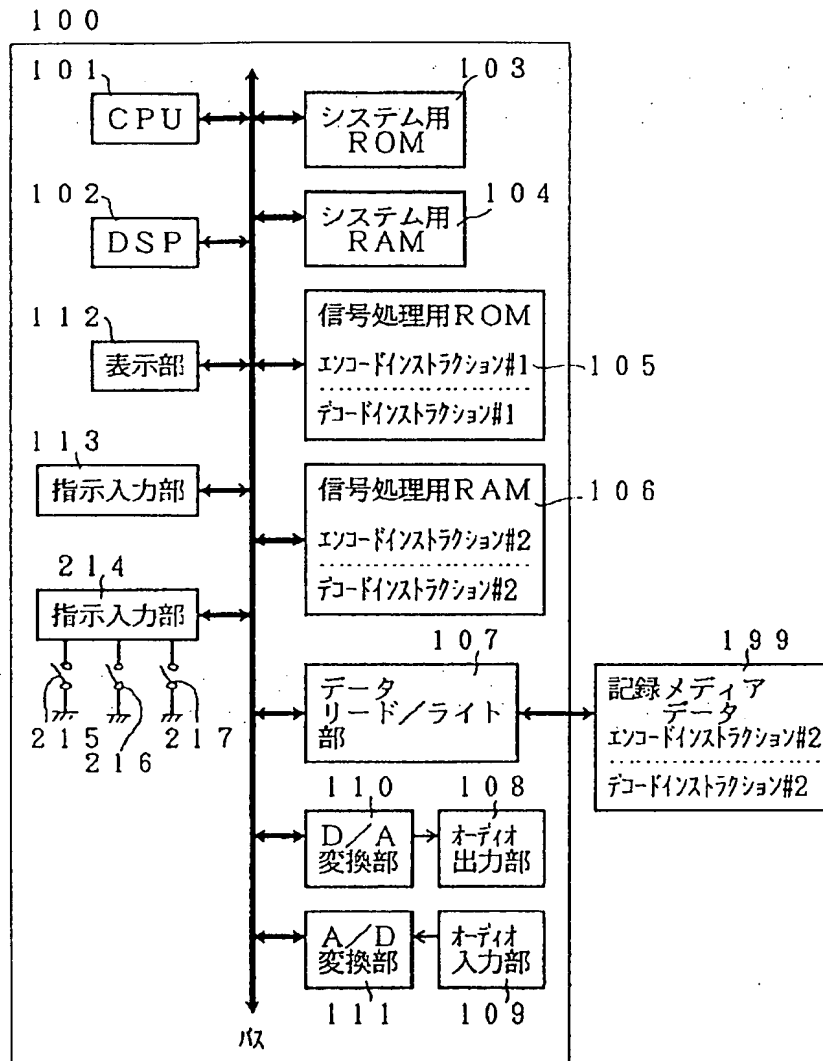 100
101
CPU
103
システム用
ROM
102
DSP
104
システム用
RAM
112
表示部
信号処理用ROM
エンコードインストラクション#1
デコードインストラクション#1
105
113
指示入力部
信号処理用RAM
エンコードインストラクション#2
デコードインストラクション#2
106
214
指示入力部
215
216
217
107
データ
リード/ライト
部
199
記録メディア
データ
エンコードインストラクション#2
デコードインストラクション#2
110
D/A
変換部
108
オーディオ
出力部
A/D
変換部
111
オーディオ
入力部
109
バス